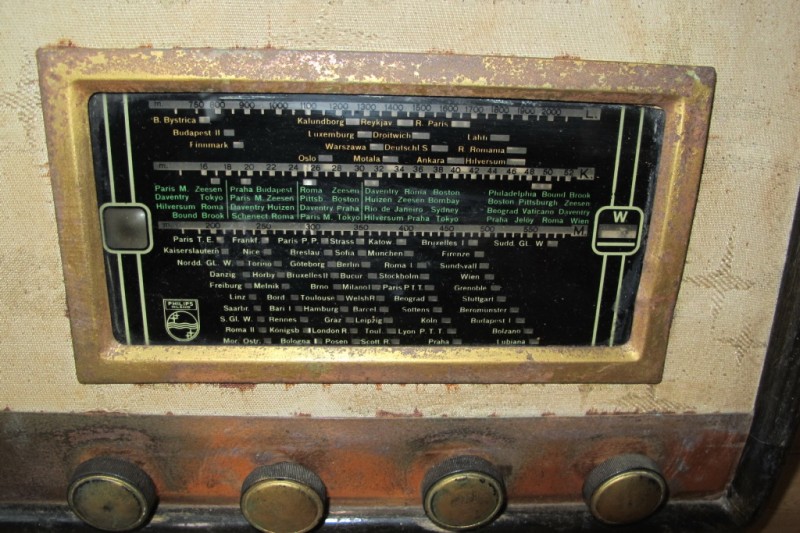 m. 750 800 900 1000 1100 1200 1300 1400 1500 1600 1700 1800 1900 2000 L.
B. Bystrica Kalundborg Reykjav R. Paris
Budapest II Luxemburg Droitwich Lahti
Finnmark Warszawa Deutschl S R. Romania
Oslo Motala Ankara Hilversum
m. 16 18 20 22 24 26 28 30 32 34 36 38 40 42 44 46 48 50 52 K.
Paris M. Zeesen Praha Budapest Roma Zeesen Daventry Roma Boston Philadelphia Bound Brook
Daventry Tokyo Paris M. Zeesen Pittsb. Boston Huizen Zeesen Bombay Boston Pittsburgh Zeesen
Hilversum Roma Daventry Huizen Daventry Praha Rio de Janeiro Sydney Beograd Vaticano Daventry
Bound Brook Schenect Roma Paris M. Tokyo Hilversum Praha Tokyo Praha Jeloy Roma Wien
m. 200 250 300 350 400 450 500 550 M.
W
Paris T.E. Frankf. Paris P.P. Strass. Katow. Bruxelles I Sudd. Gl. W.
Kaiserslautern Nice Breslau Sofia Munchen Firenze
Nordd. Gl. W. Torino Göteborg Berlin Roma I Sundsvall
Danzig Horby Bruxelles II Bucur Stockholm Wien
Freiburg Melnik Brno Milano I Paris P.T.T. Grenoble
Linz Bord. Toulouse Welsh R Beograd Stuttgart
Saarbr. Bari I Hamburg Barcel. Sottens Beromünster
S. Gl. W. Rennes Graz Leipzig Köln Budapest I
Roma II Königsb. London R Toul. Lyon P.T.T. Bolzano
Mor. Ostr. Bologna Posen Scott R Praha Lubiana
PHILIPS